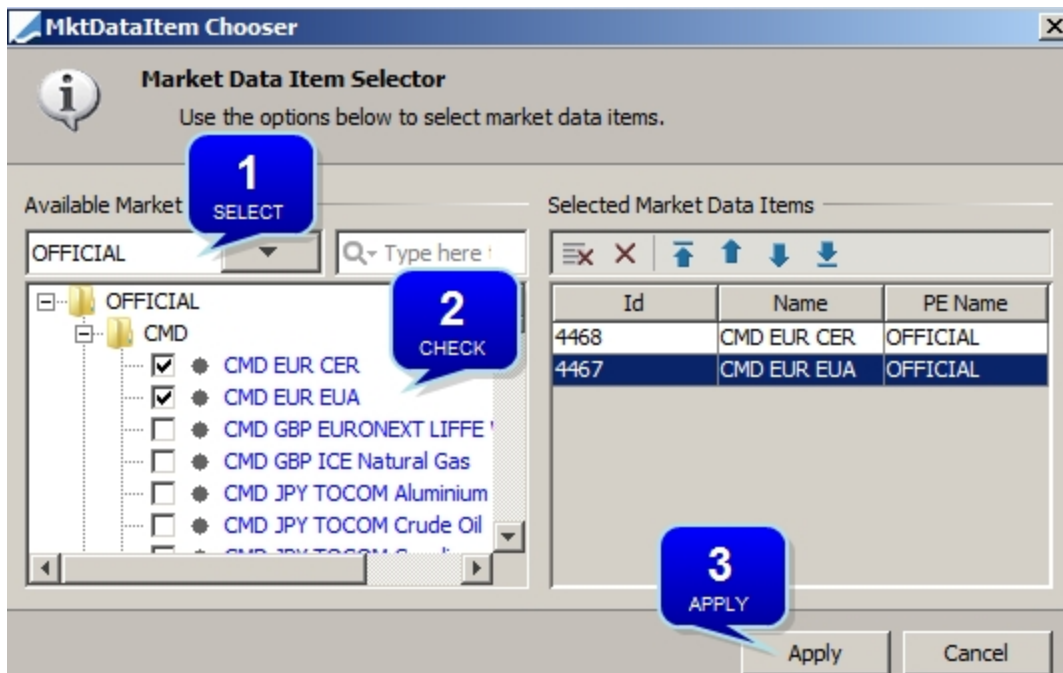 MktDataItem Chooser
Market Data Item Selector
Use the options below to select market data items.
1
SELECT
Available Market
OFFICIAL
Type here
OFFICIAL
CMD
2
CHECK
CMD EUR CER
CMD EUR EUA
CMD GBP EURONEXT LIFFE
CMD GBP ICE Natural Gas
CMD JPY TOCOM Aluminium
CMD JPY TOCOM Crude Oil
Selected Market Data Items
Id Name PE Name
4468 CMD EUR CER OFFICIAL
4467 CMD EUR EUA OFFICIAL
3
APPLY
Apply Cancel